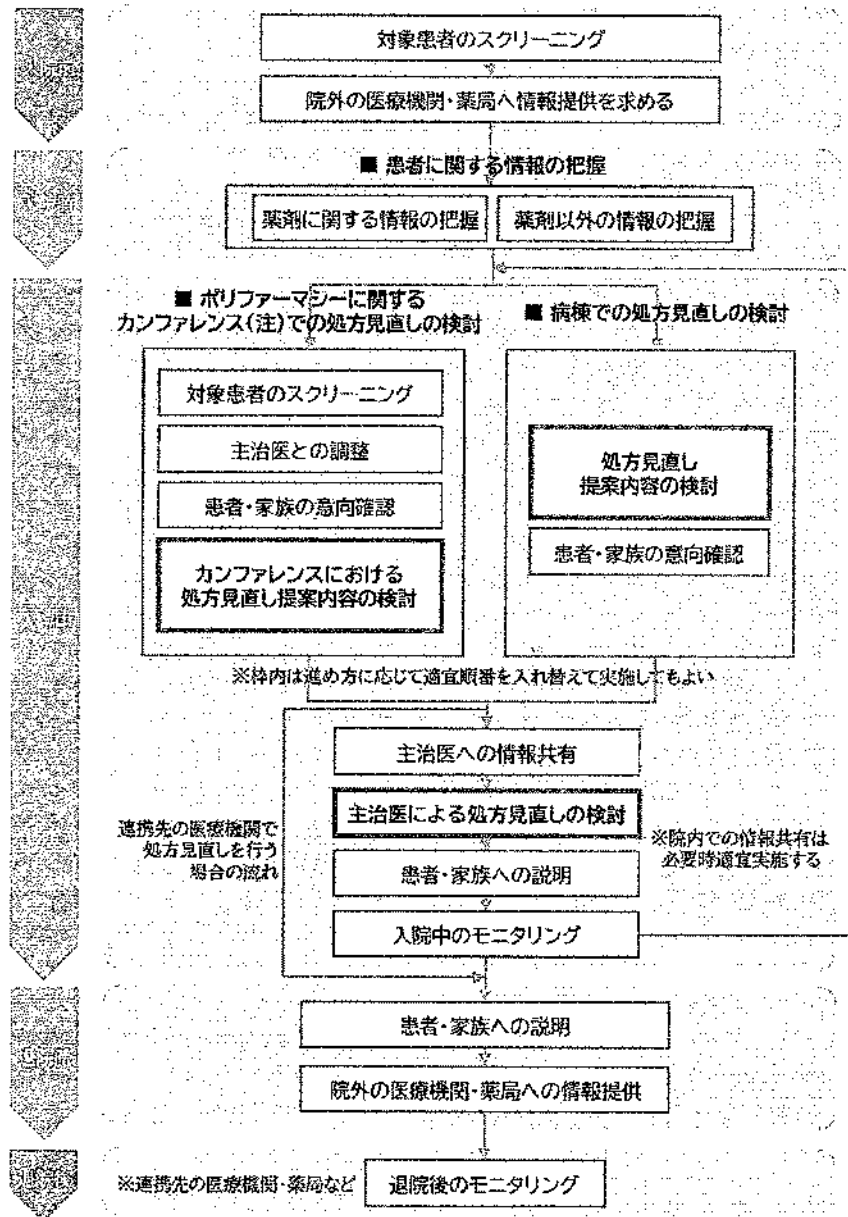 対象患者のスクリーニング
院外の医療機関・薬局へ情報提供を求める
■ 患者に関する情報の把握
薬剤に関する情報の把握
薬剤以外の情報の把握
■ ポリファーマシーに関する
カンファレンス(注)での処方見直しの検討
対象患者のスクリーニング
主治医との調整
患者・家族の意向確認
カンファレンスにおける
処方見直し提案内容の検討
■ 病棟での処方見直しの検討
処方見直し
提案内容の検討
患者・家族の意向確認
※枠内は進め方に応じて適宜順番を入れ替えて実施してもよい
主治医への情報共有
主治医による処方見直しの検討
患者・家族への説明
入院中のモニタリング
連携先の医療機関で
処方見直しを行う
場合の流れ
※院内での情報共有は
必要時適宜実施する
患者・家族への説明
院外の医療機関・薬局への情報提供
※連携先の医療機関・薬局など
退院後のモニタリング